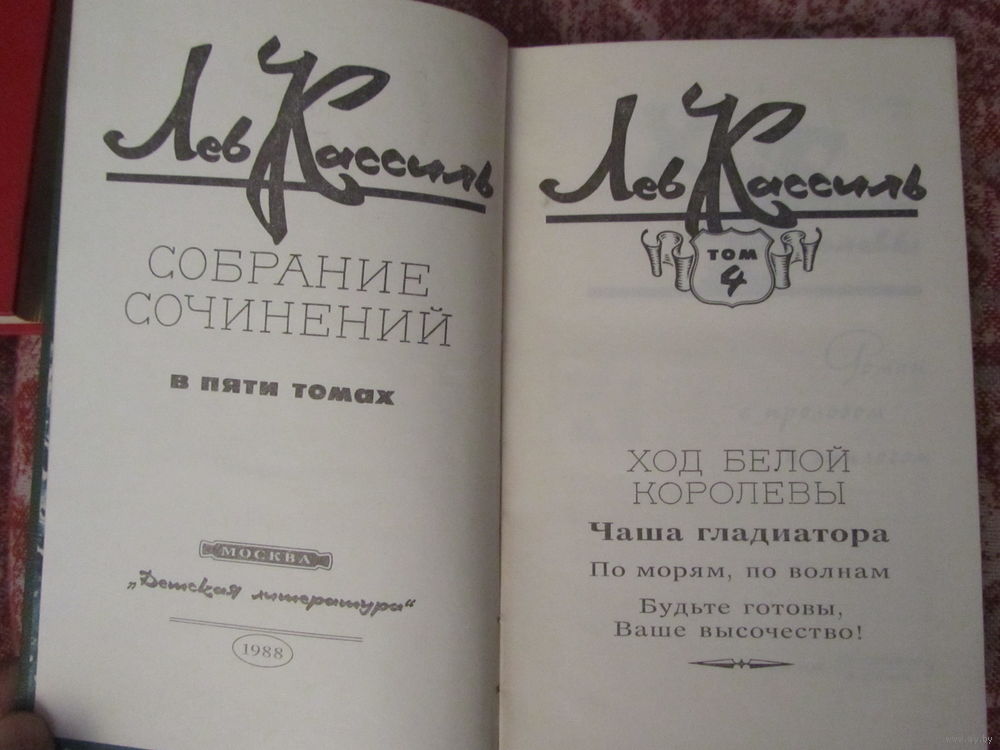 Лев Кассиль
СОБРАНИЕ
СОЧИНЕНИЙ
в пяти томах
МОСКВА
„Детская литература“
1988
Лев Кассиль
ТОМ
4
ХОД БЕЛОЙ
КОРОЛЕВЫ
Чаша гладиатора
По морям, по волнам
Будьте готовы,
Ваше высочество!